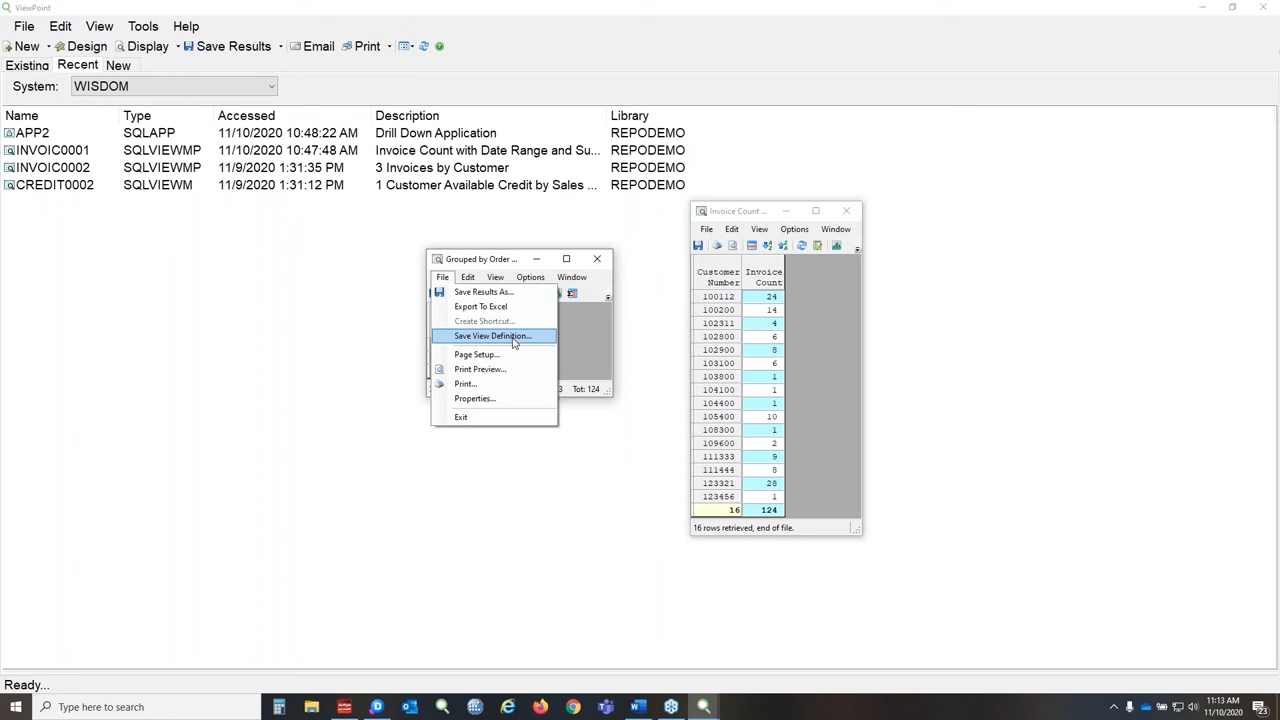 ViewPoint
File Edit View Tools Help
New Design Display Save Results Email Print
Existing Recent New
System: WISDOM
Name Type Accessed Description Library
APP2 SQLAPP 11/10/2020 10:48:22 AM Drill Down Application REPODEMO
INVOIC0001 SQLVIEWMP 11/10/2020 10:47:48 AM Invoice Count with Date Range and Su... REPODEMO
INVOIC0002 SQLVIEWMP 11/9/2020 1:31:35 PM 3 Invoices by Customer REPODEMO
CREDIT0002 SQLVIEWM 11/9/2020 1:31:12 PM 1 Customer Available Credit by Sales ... REPODEMO
Grouped by Order ...
File Edit View Options Window
Save Results As...
Export To Excel
Create Shortcut...
Save View Definition...
Page Setup...
Print Preview...
Print...
Properties...
Exit
3 Tot: 124
Invoice Count ...
File Edit View Options Window
Customer Invoice
Number Count
100112 24
100200 14
102311 4
102800 6
102900 8
103100 6
103800 1
104100 1
104400 1
105400 10
108300 1
109600 2
111333 9
111444 8
123321 28
123456 1
16 124
16 rows retrieved, end of file.
Ready...
Type here to search
11:13 AM
11/10/2020
23